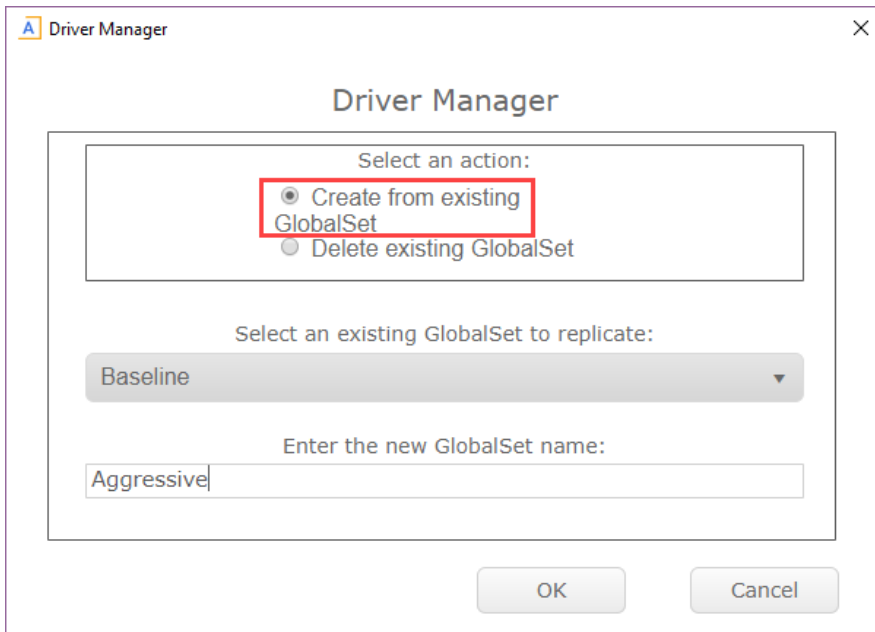 A Driver Manager
Driver Manager
Select an action:
Create from existing
GlobalSet
Delete existing GlobalSet
Select an existing GlobalSet to replicate:
Baseline
Enter the new GlobalSet name:
Aggressive
OK Cancel